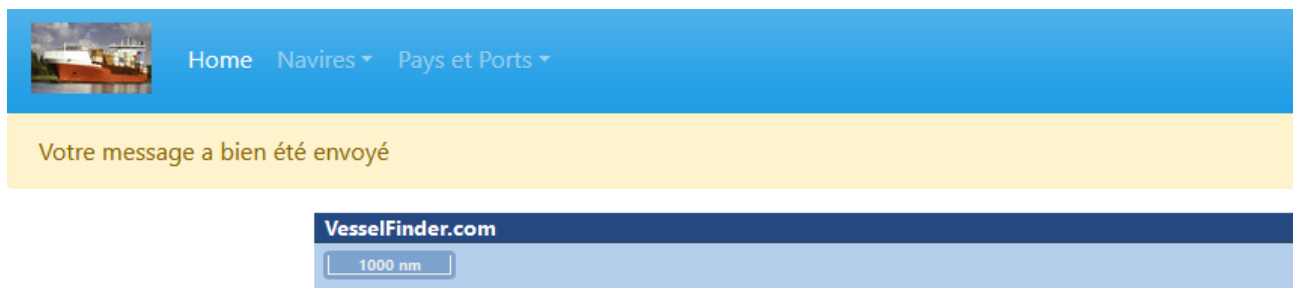 Home Navires Pays et Ports
Votre message a bien été envoyé
VesselFinder.com
1000 nm